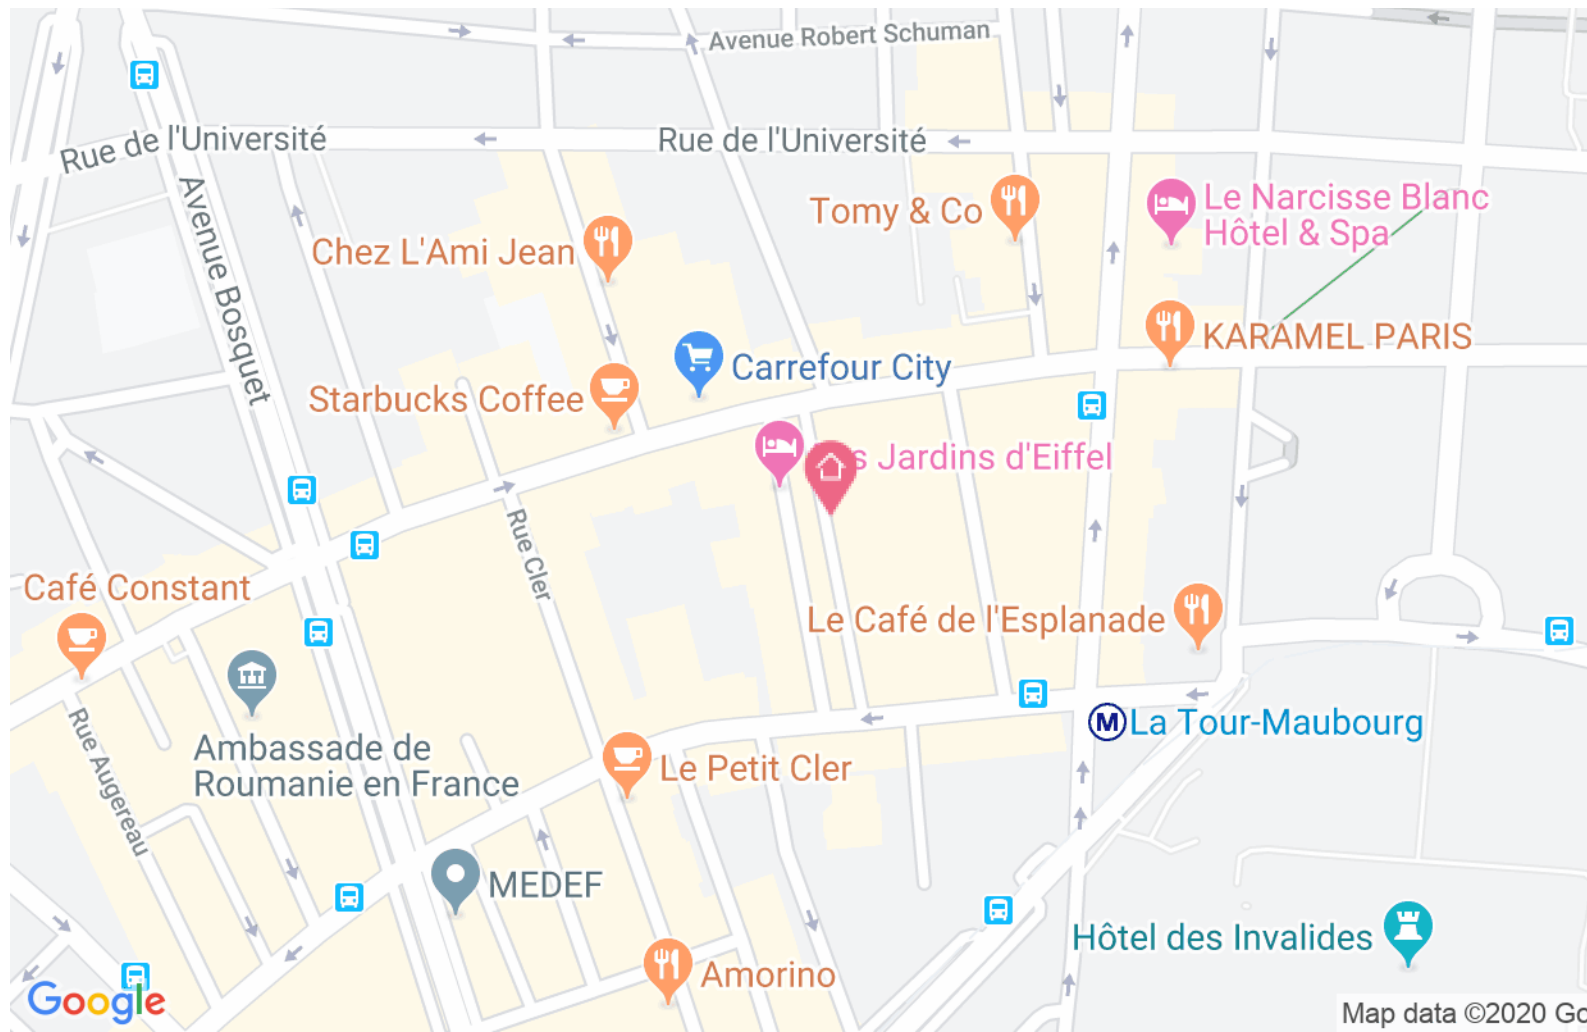 Avenue Robert Schuman
Rue de l'Université
Rue de l'Université
Avenue Bosquet
Tomy & Co
Le Narcisse Blanc
Hôtel & Spa
Chez L'Ami Jean
KARAMEL PARIS
Carrefour City
Starbucks Coffee
s Jardins d'Eiffel
Rue Cler
Café Constant
Le Café de l'Esplanade
M La Tour-Maubourg
Rue Augereau
Ambassade de
Roumanie en France
Le Petit Cler
MEDEF
Hôtel des Invalides
Amorino
Google
Map data ©2020 Go